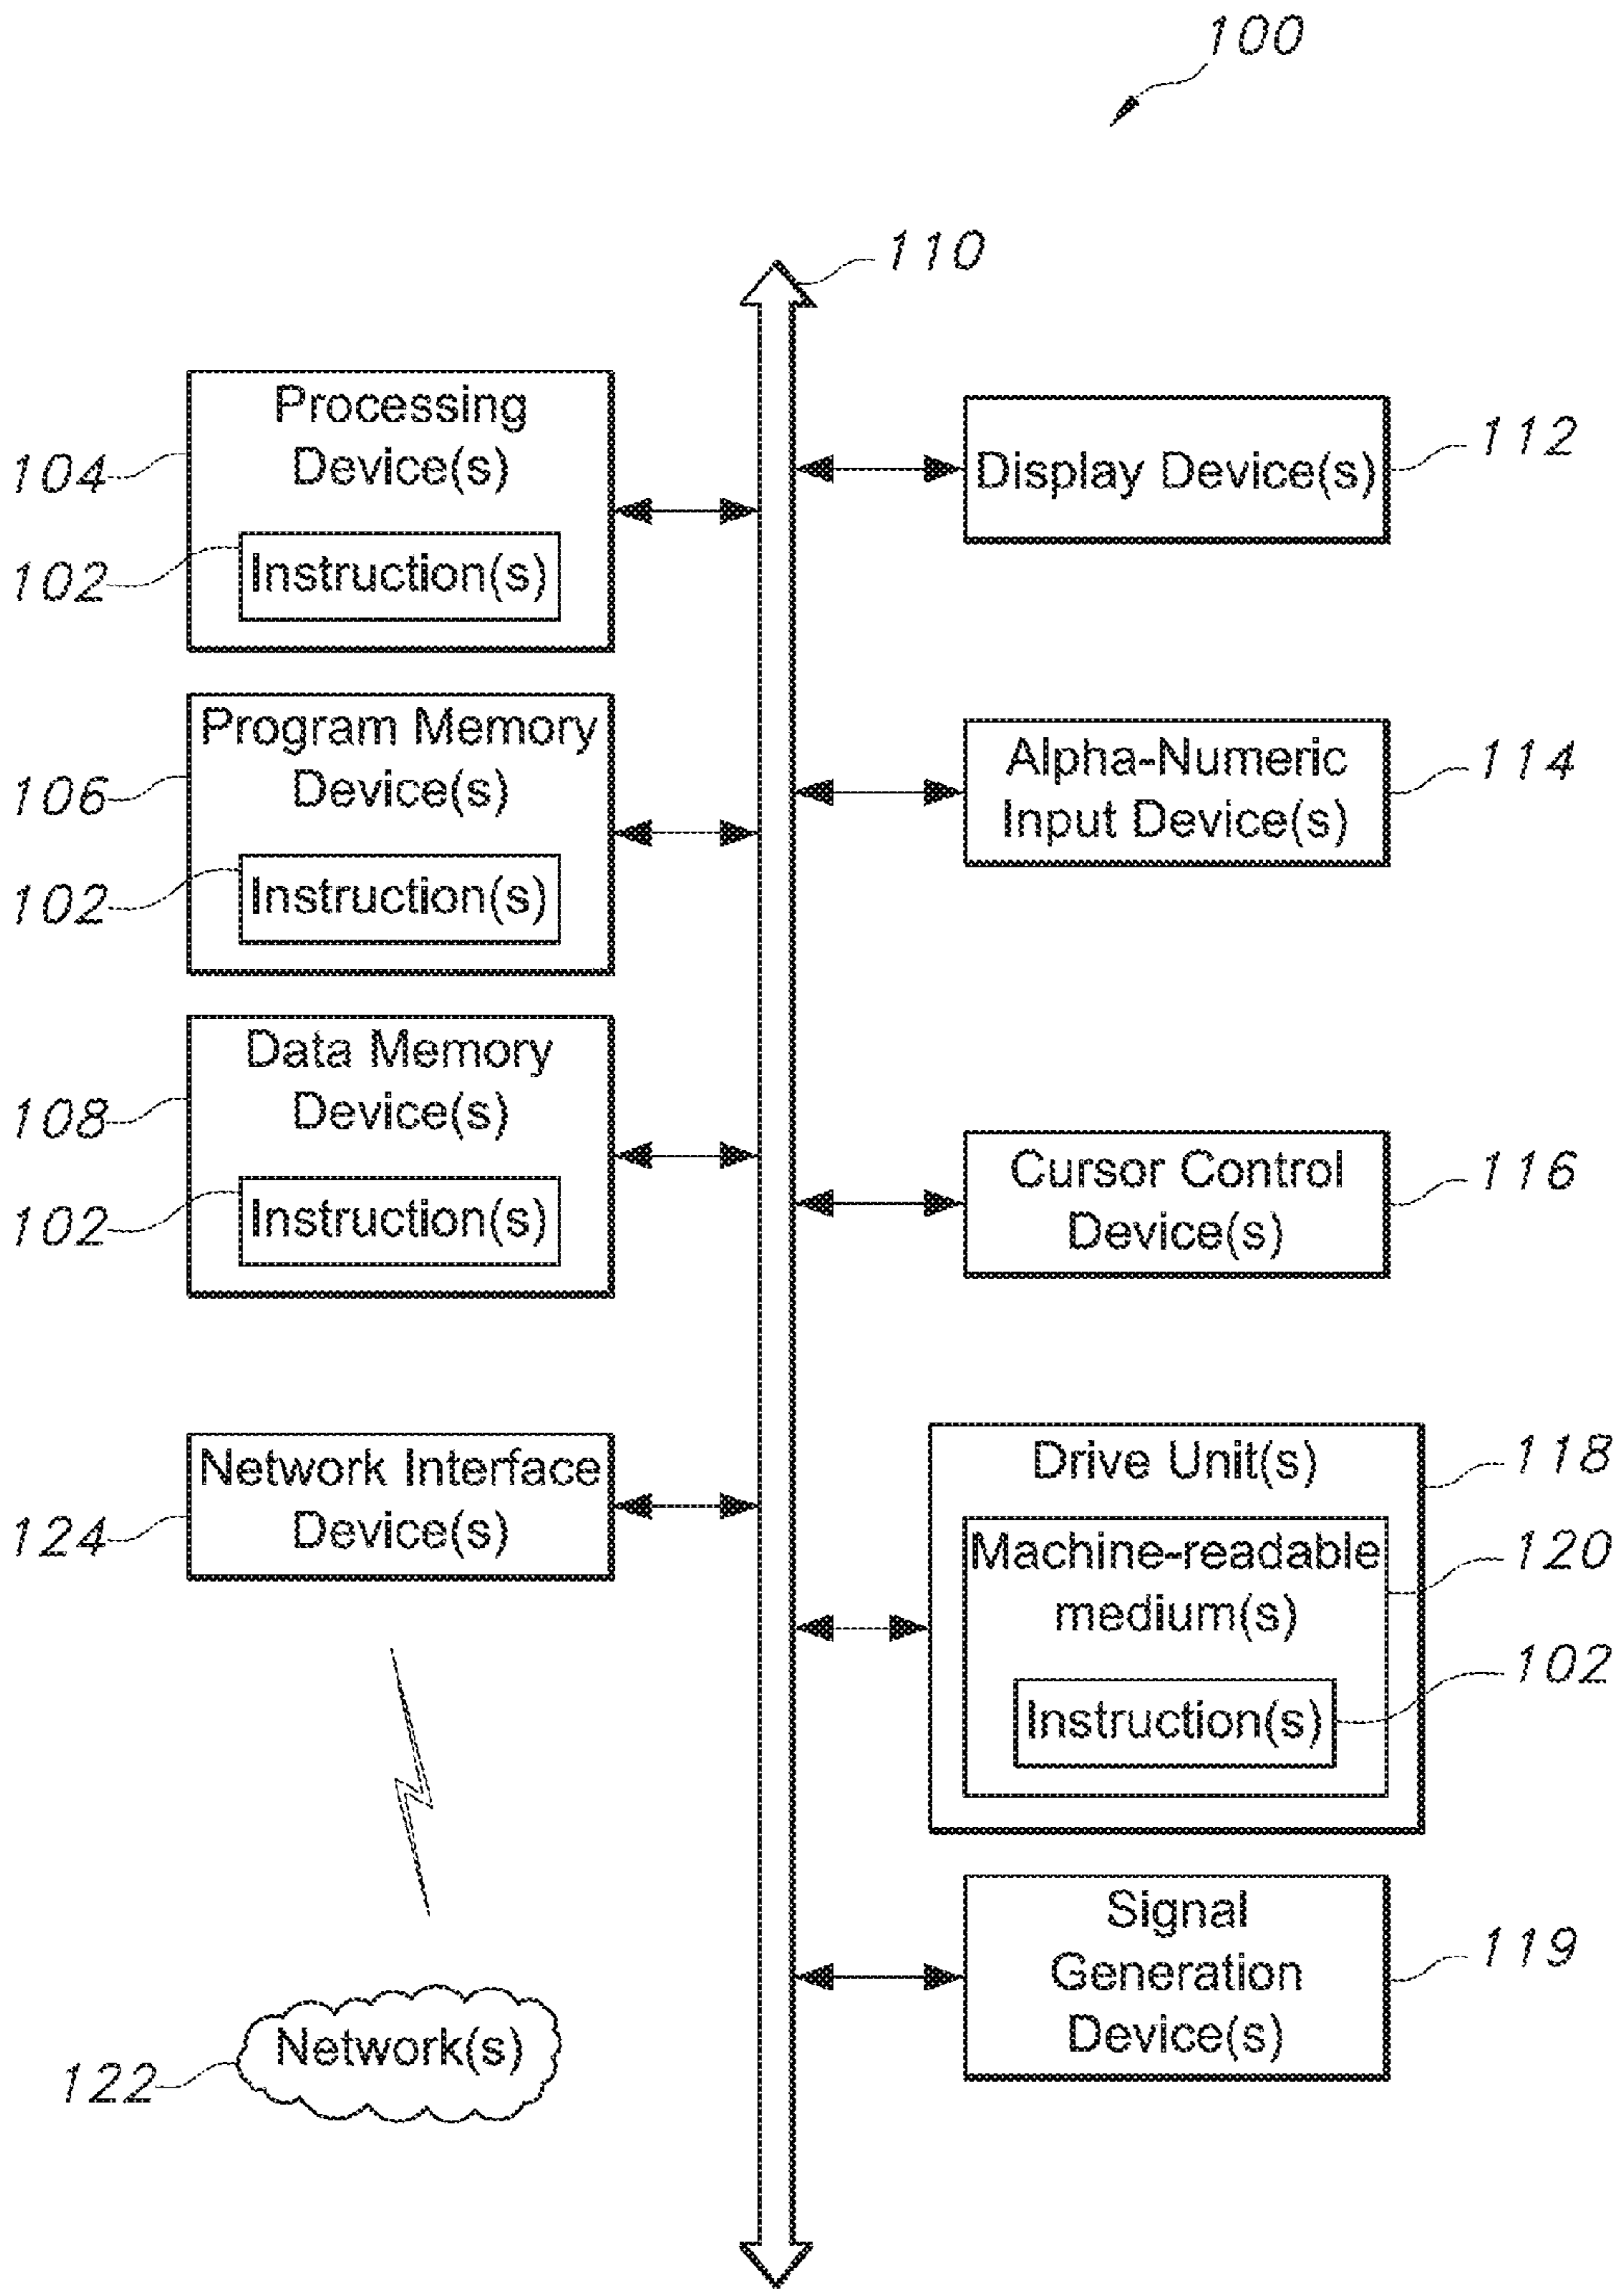 100
110
Processing
Device(s)
104
Instruction(s)
102
Program Memory
Device(s)
106
Instruction(s)
102
Data Memory
Device(s)
108
Instruction(s)
102
Network Interface
Device(s)
124
Network(s)
122
Display Device(s)
112
Alpha-Numeric
Input Device(s)
114
Cursor Control
Device(s)
116
Drive Unit(s)
118
Machine-readable
medium(s)
120
Instruction(s)
102
Signal
Generation
Device(s)
119